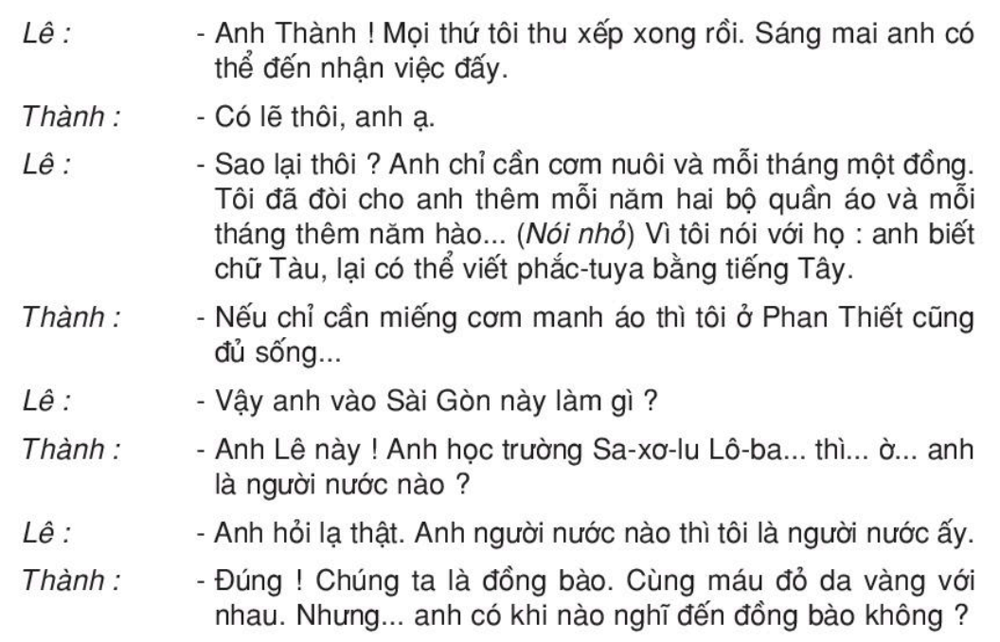 Lê : - Anh Thành ! Mọi thứ tôi thu xếp xong rồi. Sáng mai anh có
thể đến nhận việc đấy.
Thành : - Có lẽ thôi, anh ạ.
Lê : - Sao lại thôi ? Anh chỉ cần cơm nuôi và mỗi tháng một đồng.
Tôi đã đòi cho anh thêm mỗi năm hai bộ quần áo và mỗi
tháng thêm năm hào... (Nói nhỏ) Vì tôi nói với họ : anh biết
chữ Tàu, lại có thể viết phắc-tuya bằng tiếng Tây.
Thành : - Nếu chỉ cần miếng cơm manh áo thì tôi ở Phan Thiết cũng
đủ sống...
Lê : - Vậy anh vào Sài Gòn này làm gì ?
Thành : - Anh Lê này ! Anh học trường Sa-xơ-lu Lô-ba... thì... ờ... anh
là người nước nào ?
Lê : - Anh hỏi lạ thật. Anh người nước nào thì tôi là người nước ấy.
Thành : - Đúng ! Chúng ta là đồng bào. Cùng máu đỏ da vàng với
nhau. Nhưng... anh có khi nào nghĩ đến đồng bào không ?